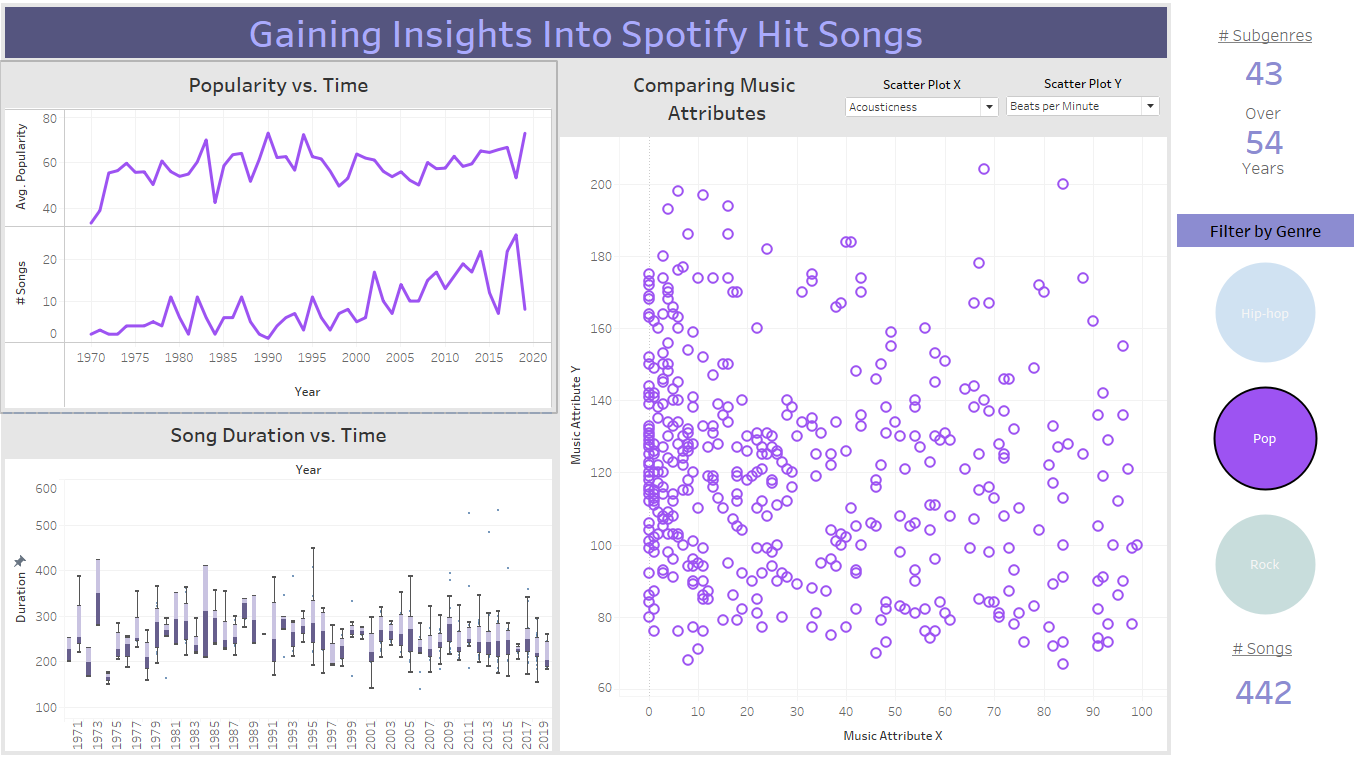 Gaining Insights Into Spotify Hit Songs
Popularity vs. Time
Avg. Popularity
80
60
40
# Songs
20
10
0
1970 1975 1980 1985 1990 1995 2000 2005 2010 2015 2020
Year
Song Duration vs. Time
Year
Duration
600
500
400
300
200
100
1971 1973 1975 1977 1979 1981 1983 1985 1987 1989 1991 1993 1995 1997 1999 2001 2003 2005 2007 2009 2011 2013 2015 2017 2019
Comparing Music
Attributes
Scatter Plot X
Acousticness
Scatter Plot Y
Beats per Minute
Music Attribute Y
200
180
160
140
120
100
80
60
0 10 20 30 40 50 60 70 80 90 100
Music Attribute X
# Subgenres
43
Over
54
Years
Filter by Genre
Hip-hop
Pop
Rock
# Songs
442